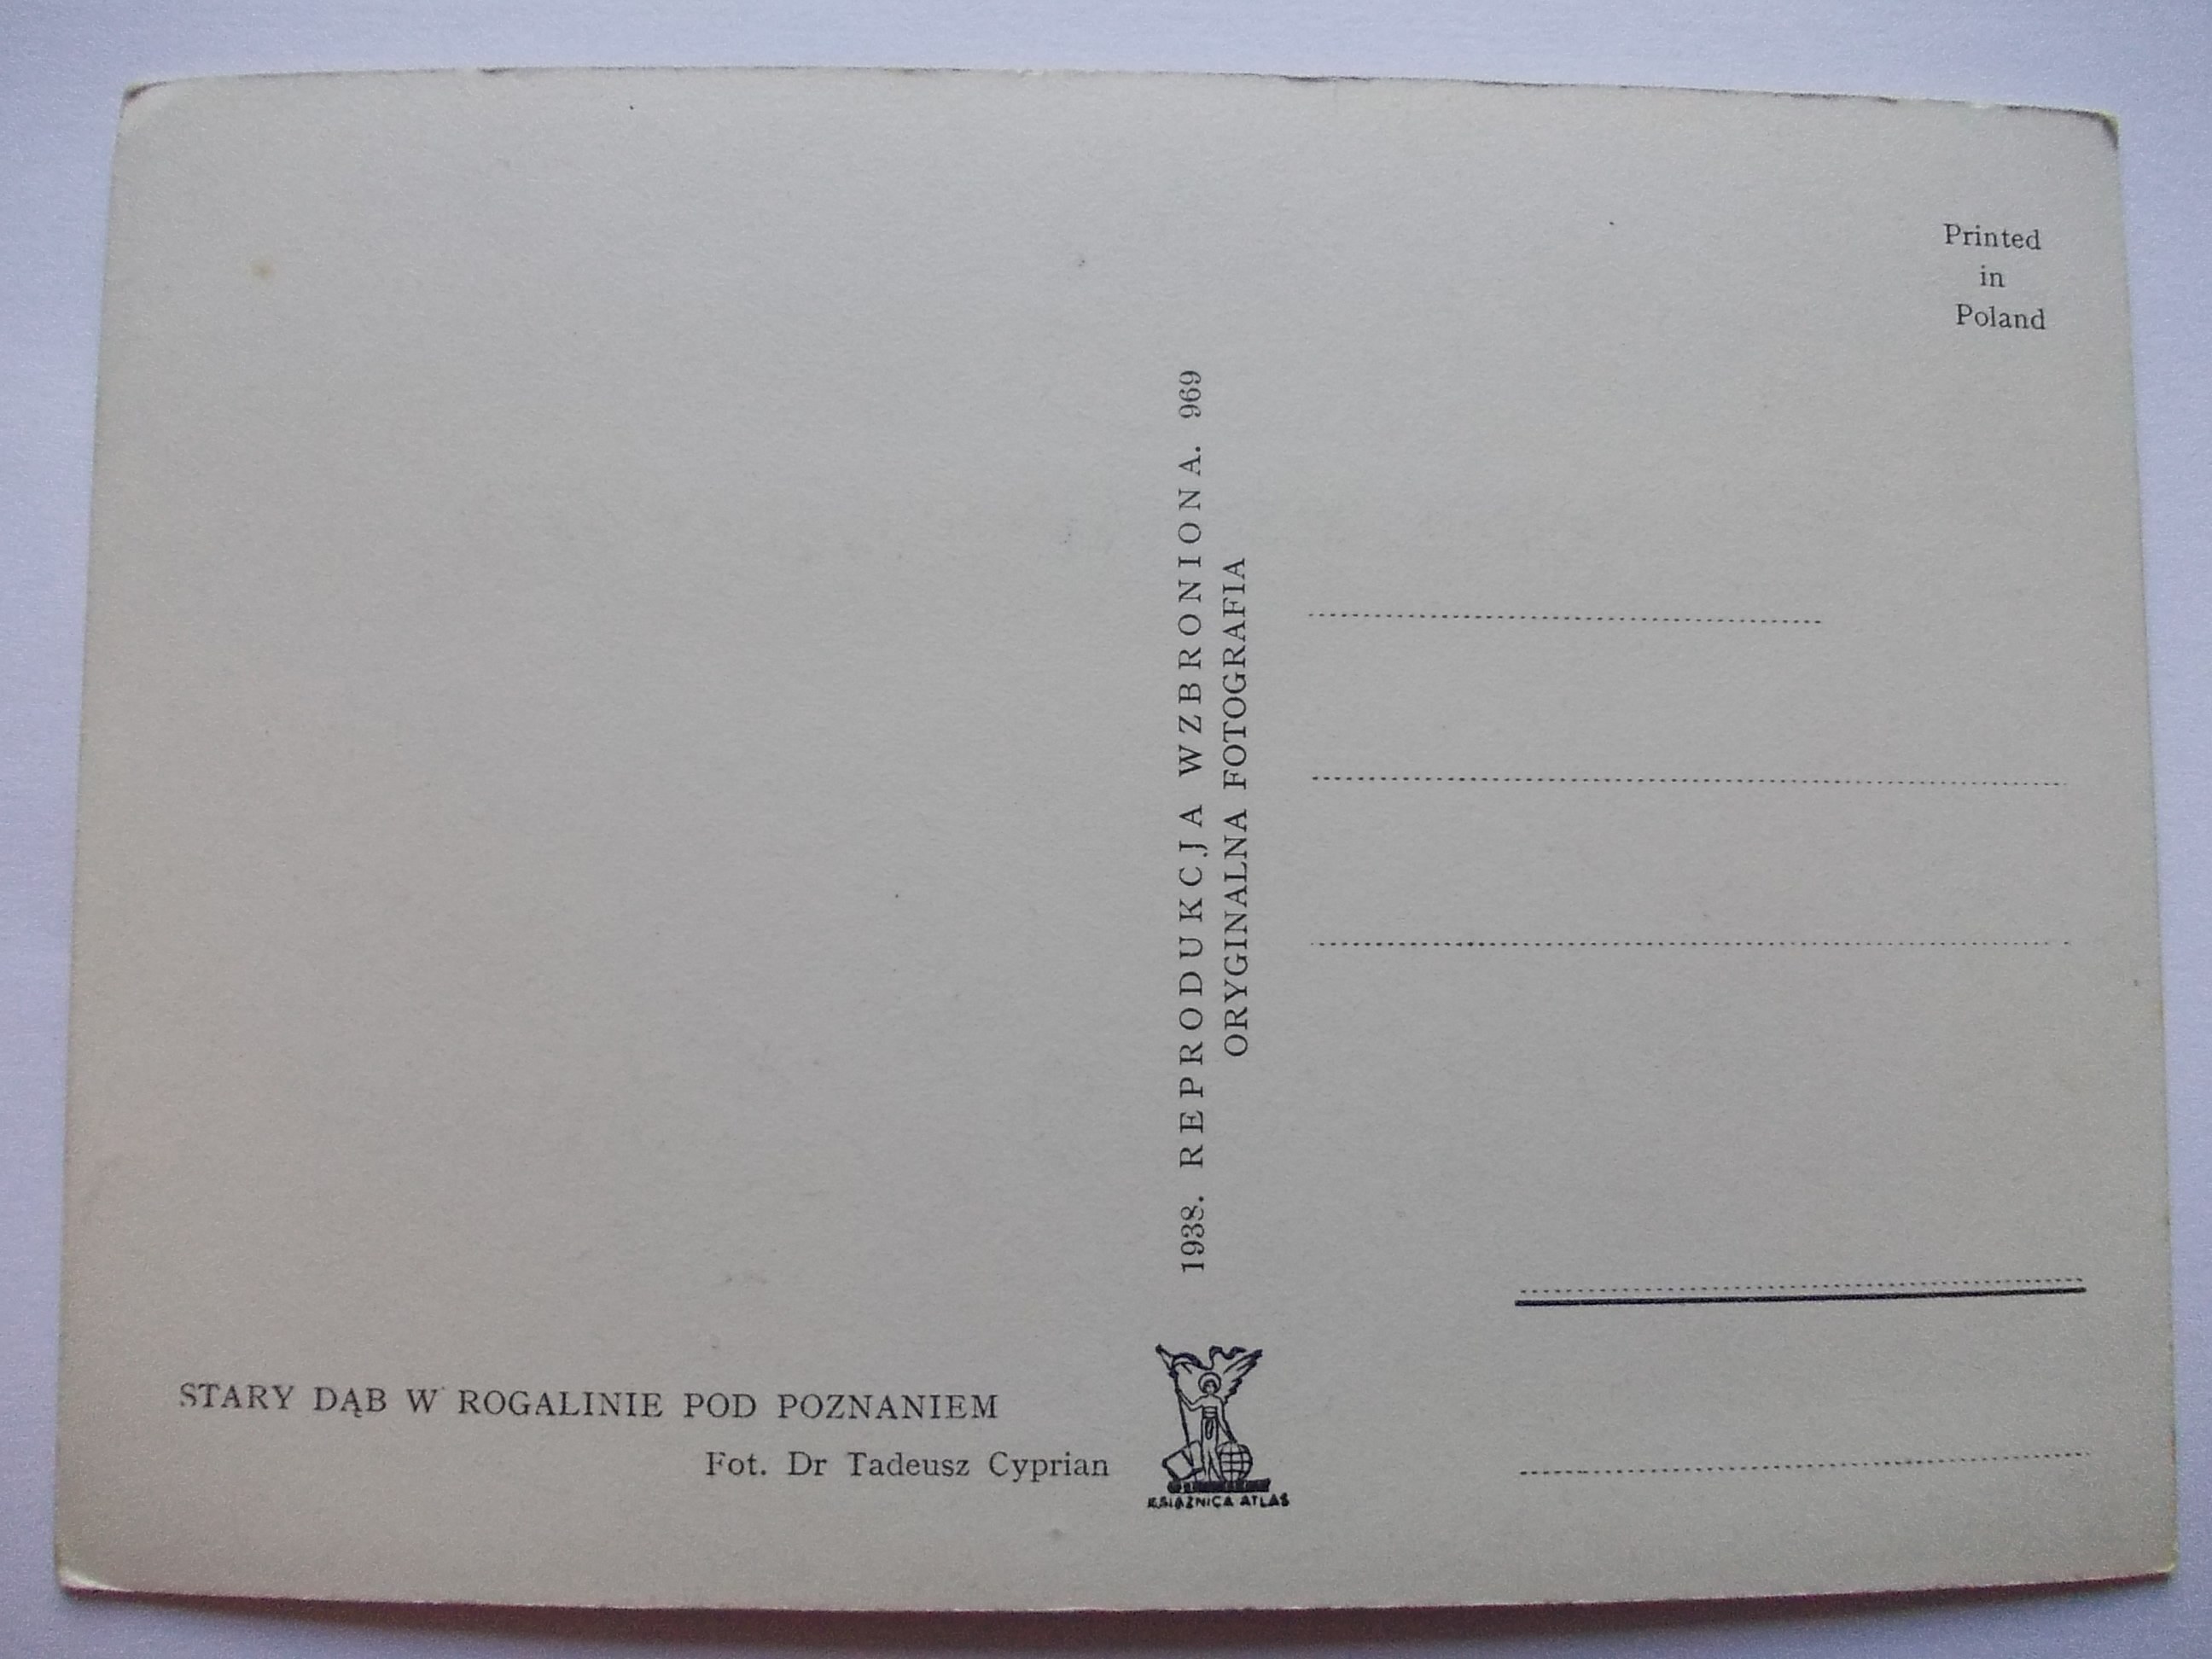 Printed
in
Poland
1938. REPRODUKCJA WZBRONIONA. 969
ORYGINALNA FOTOGRAFIA
STARY DĄB W ROGALINIE POD POZNANIEM
Fot. Dr Tadeusz Cyprian
KSIĄŻNICA ATLAS